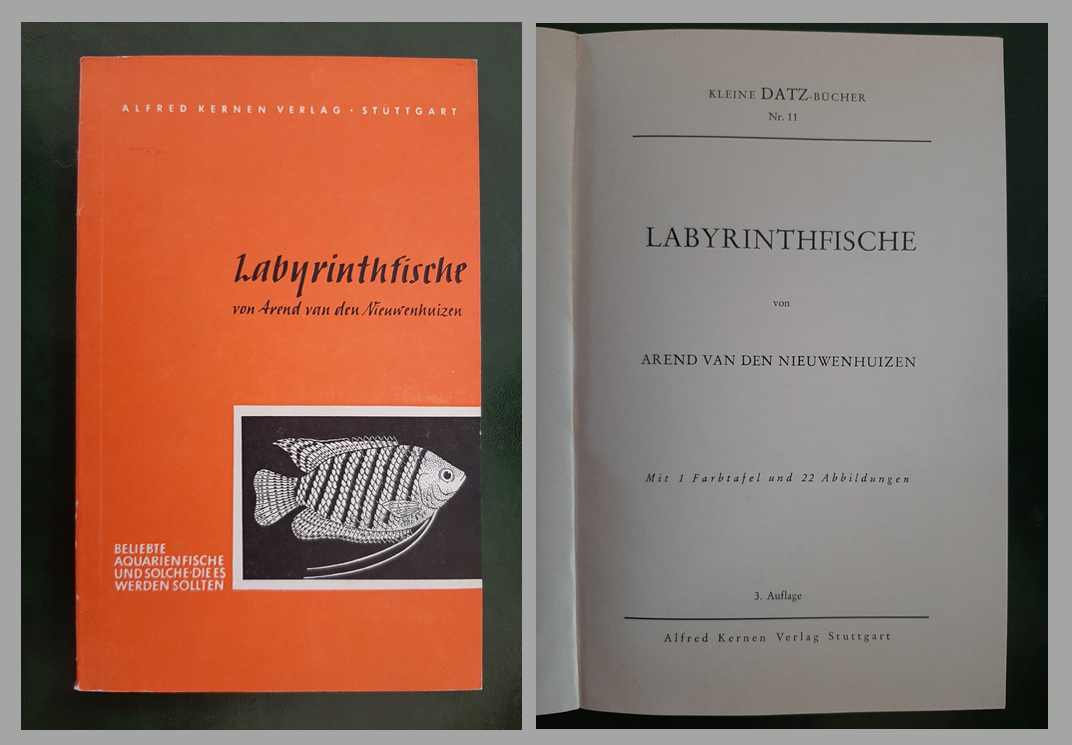 ALFRED KERNEN VERLAG · STUTTGART
Labyrinthfische
von Arend van den Nieuwenhuizen
BELIEBTE
AQUARIENFISCHE
UND SOLCHE·DIE ES
WERDEN SOLLTEN
KLEINE DATZ-BÜCHER
Nr. 11
LABYRINTHFISCHE
von
AREND VAN DEN NIEUWENHUIZEN
Mit 1 Farbtafel und 22 Abbildungen
3. Auflage
Alfred Kernen Verlag Stuttgart